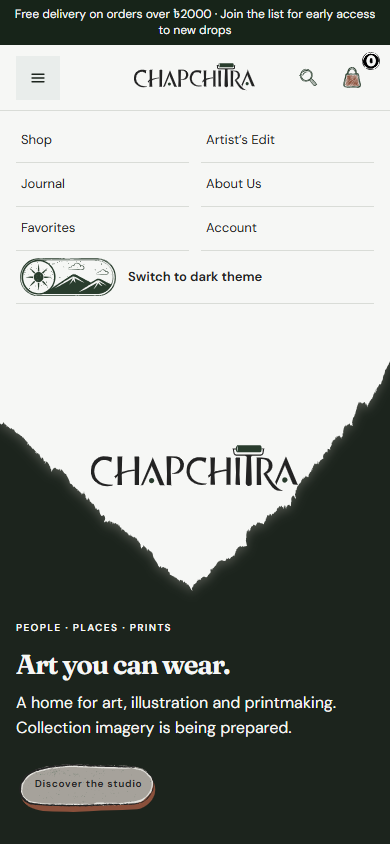 Free delivery on orders over ৳2000 · Join the list for early access
to new drops
CHAPCHITRA
0
Shop
Artist’s Edit
Journal
About Us
Favorites
Account
Switch to dark theme
CHAPCHITRA
PEOPLE · PLACES · PRINTS
Art you can wear.
A home for art, illustration and printmaking.
Collection imagery is being prepared.
Discover the studio